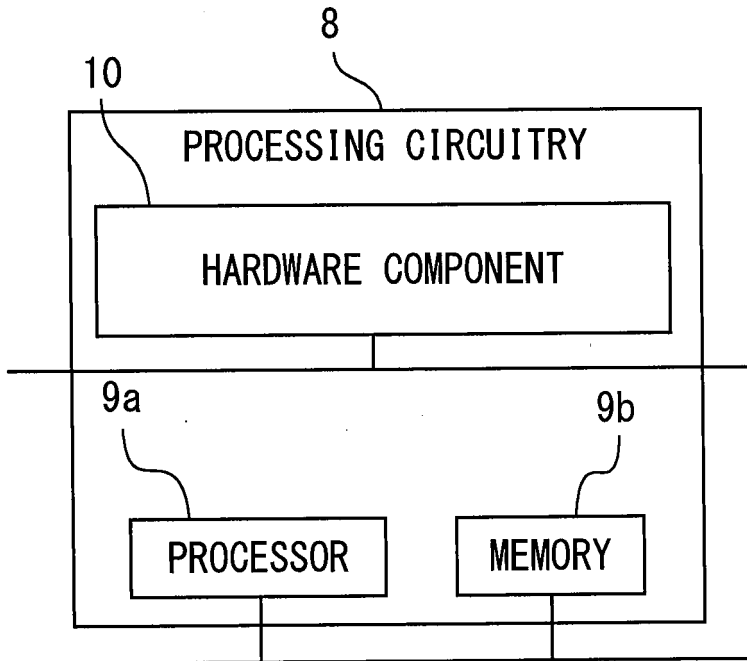 8
10
PROCESSING CIRCUITRY
HARDWARE COMPONENT
9a
9b
PROCESSOR
MEMORY